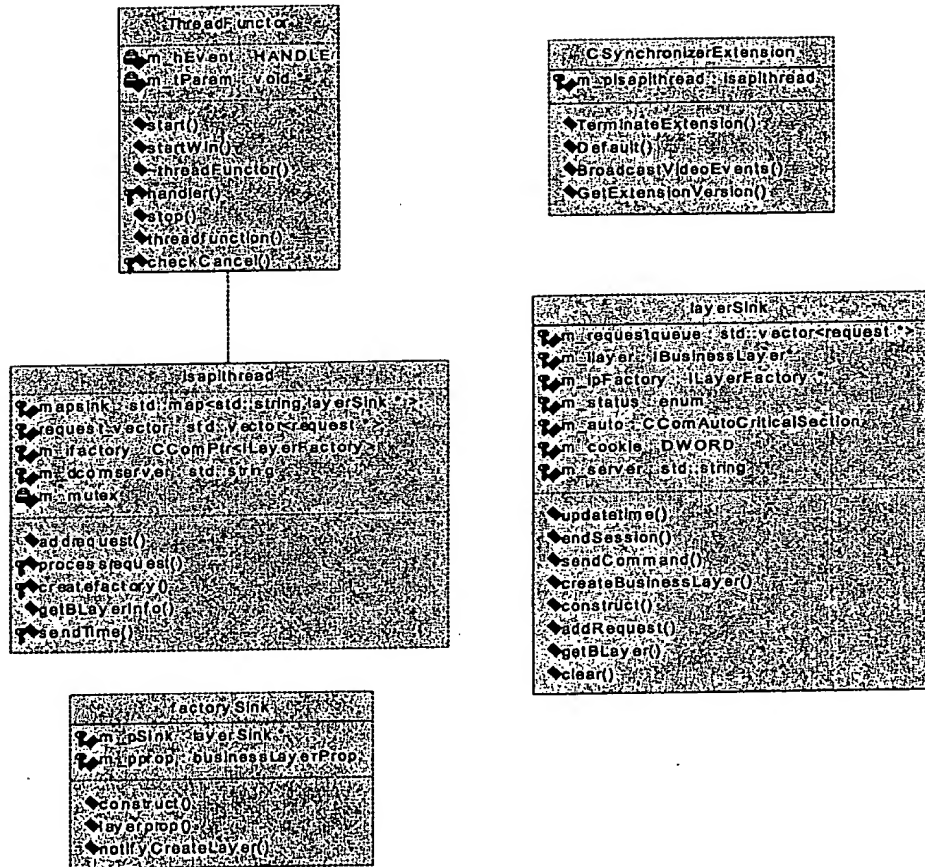 ThreadFunctor
m_hEvent HANDLE
m_tParam void
start()
startWin()
~threadFunctor()
handler()
stop()
threadfunction()
checkCancel()
CSynchronizerExtension
m_pIsapithread Isapithread
TerminateExtension()
Default()
BroadcastVideoEvents()
GetExtensionVersion()
Isapithread
mapsink std::map<std::string,layerSink *>
request_vector std::vector<request *>
m_ifactory CComPtr<ILayerFactory>
m_dcomserver std::string
m_mutex
addrequest()
processrequest()
createfactory()
getBLayerInfo()
sendTime()
layerSink
m_requestqueue std::vector<request *>
m_ilayer IBusinessLayer*
m_ipFactory ILayerFactory *
m_status enum
m_auto CComAutoCriticalSection
m_cookie DWORD
m_server std::string
updatetime()
endSession()
sendCommand()
createBusinessLayer()
construct()
addRequest()
getBLayer()
clear()
factorySink
m_pSink layerSink
m_pprop businessLayerProp
construct()
layerprop()
notifyCreateLayer()